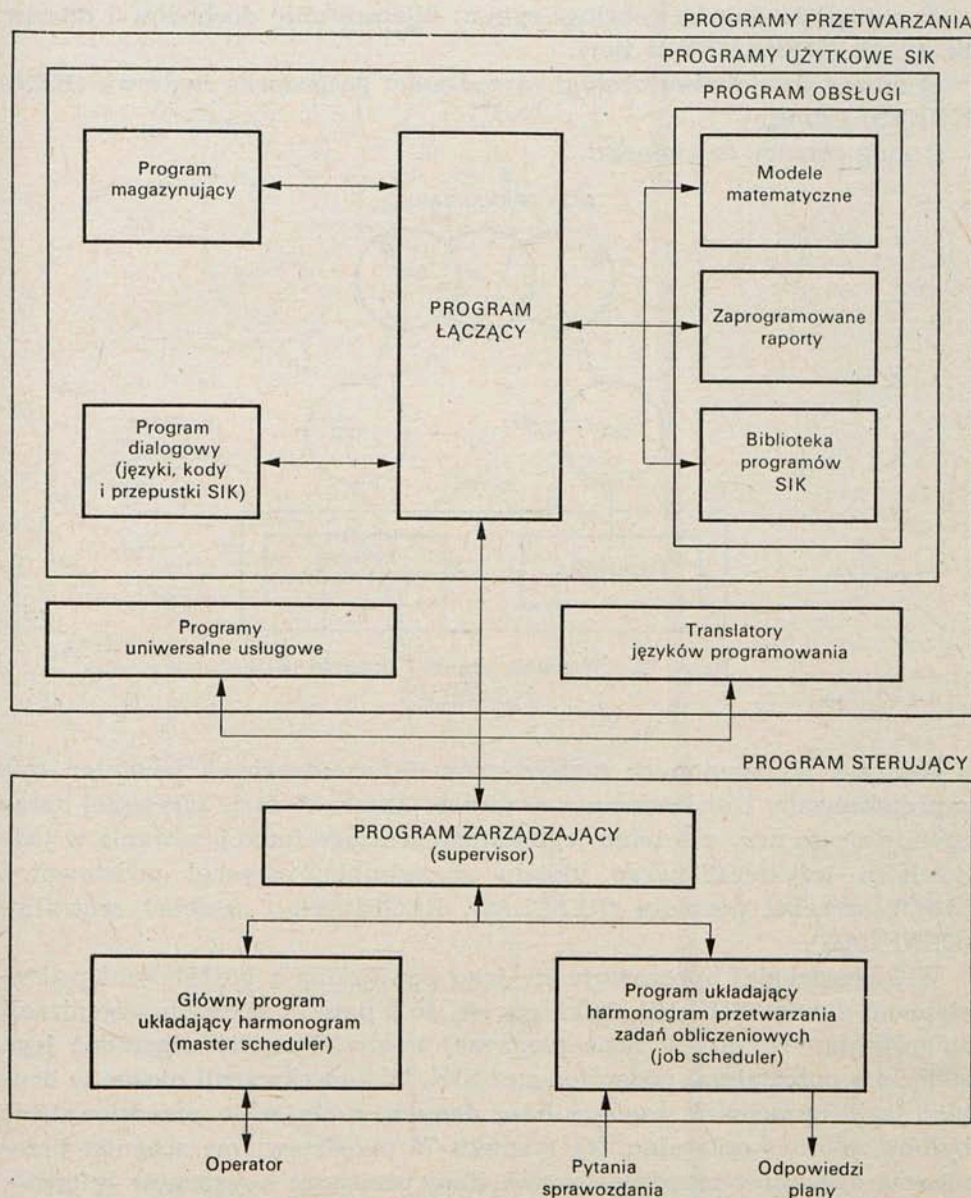 PROGRAMY PRZETWARZANIA
PROGRAMY UŻYTKOWE SIK
PROGRAM OBSŁUGI
Program
magazynujący
Modele
matematyczne
PROGRAM
ŁĄCZĄCY
Zaprogramowane
raporty
Program
dialogowy
(języki, kody
i przepustki SIK)
Biblioteka
programów
SIK
Programy
uniwersalne usługowe
Translatory
języków programowania
PROGRAM STERUJĄCY
PROGRAM ZARZĄDZAJĄCY
(supervisor)
Główny program
układający harmonogram
(master scheduler)
Program układający
harmonogram przetwarzania
zadań obliczeniowych
(job scheduler)
Operator
Pytania
sprawozdania
Odpowiedzi
plany